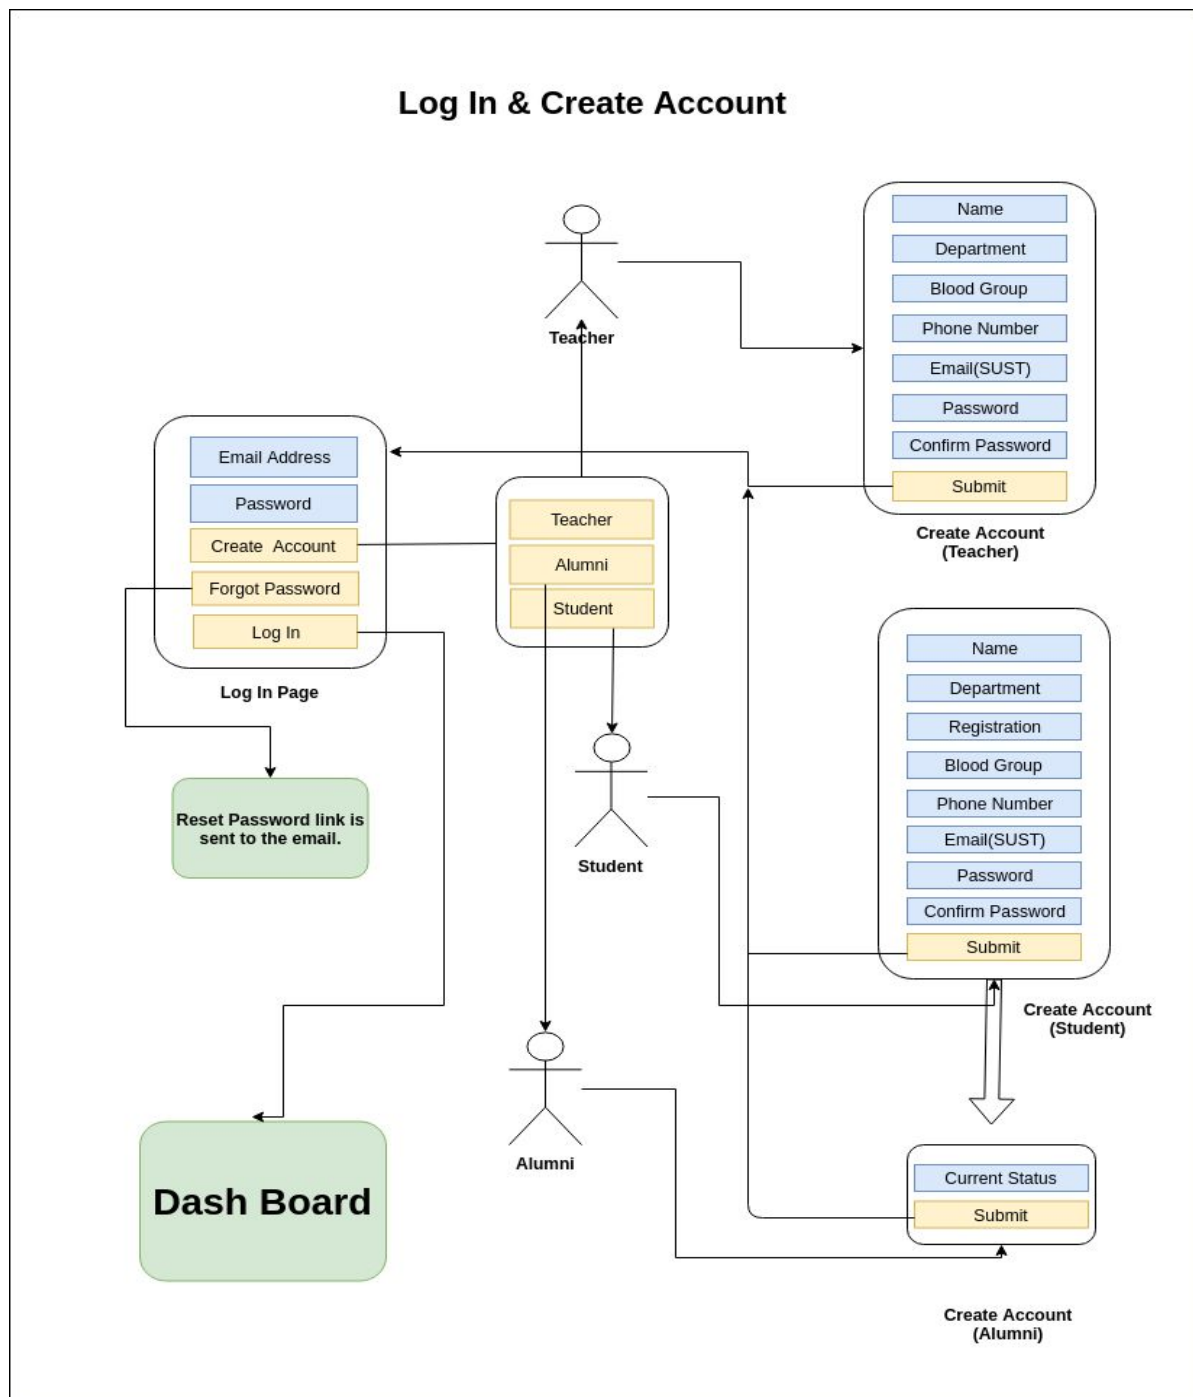 Log In & Create Account
Teacher
Name
Department
Blood Group
Phone Number
Email(SUST)
Password
Confirm Password
Submit
Create Account
(Teacher)
Email Address
Password
Create Account
Forgot Password
Log In
Log In Page
Teacher
Alumni
Student
Reset Password link is
sent to the email.
Student
Name
Department
Registration
Blood Group
Phone Number
Email(SUST)
Password
Confirm Password
Submit
Create Account
(Student)
Alumni
Dash Board
Current Status
Submit
Create Account
(Alumni)